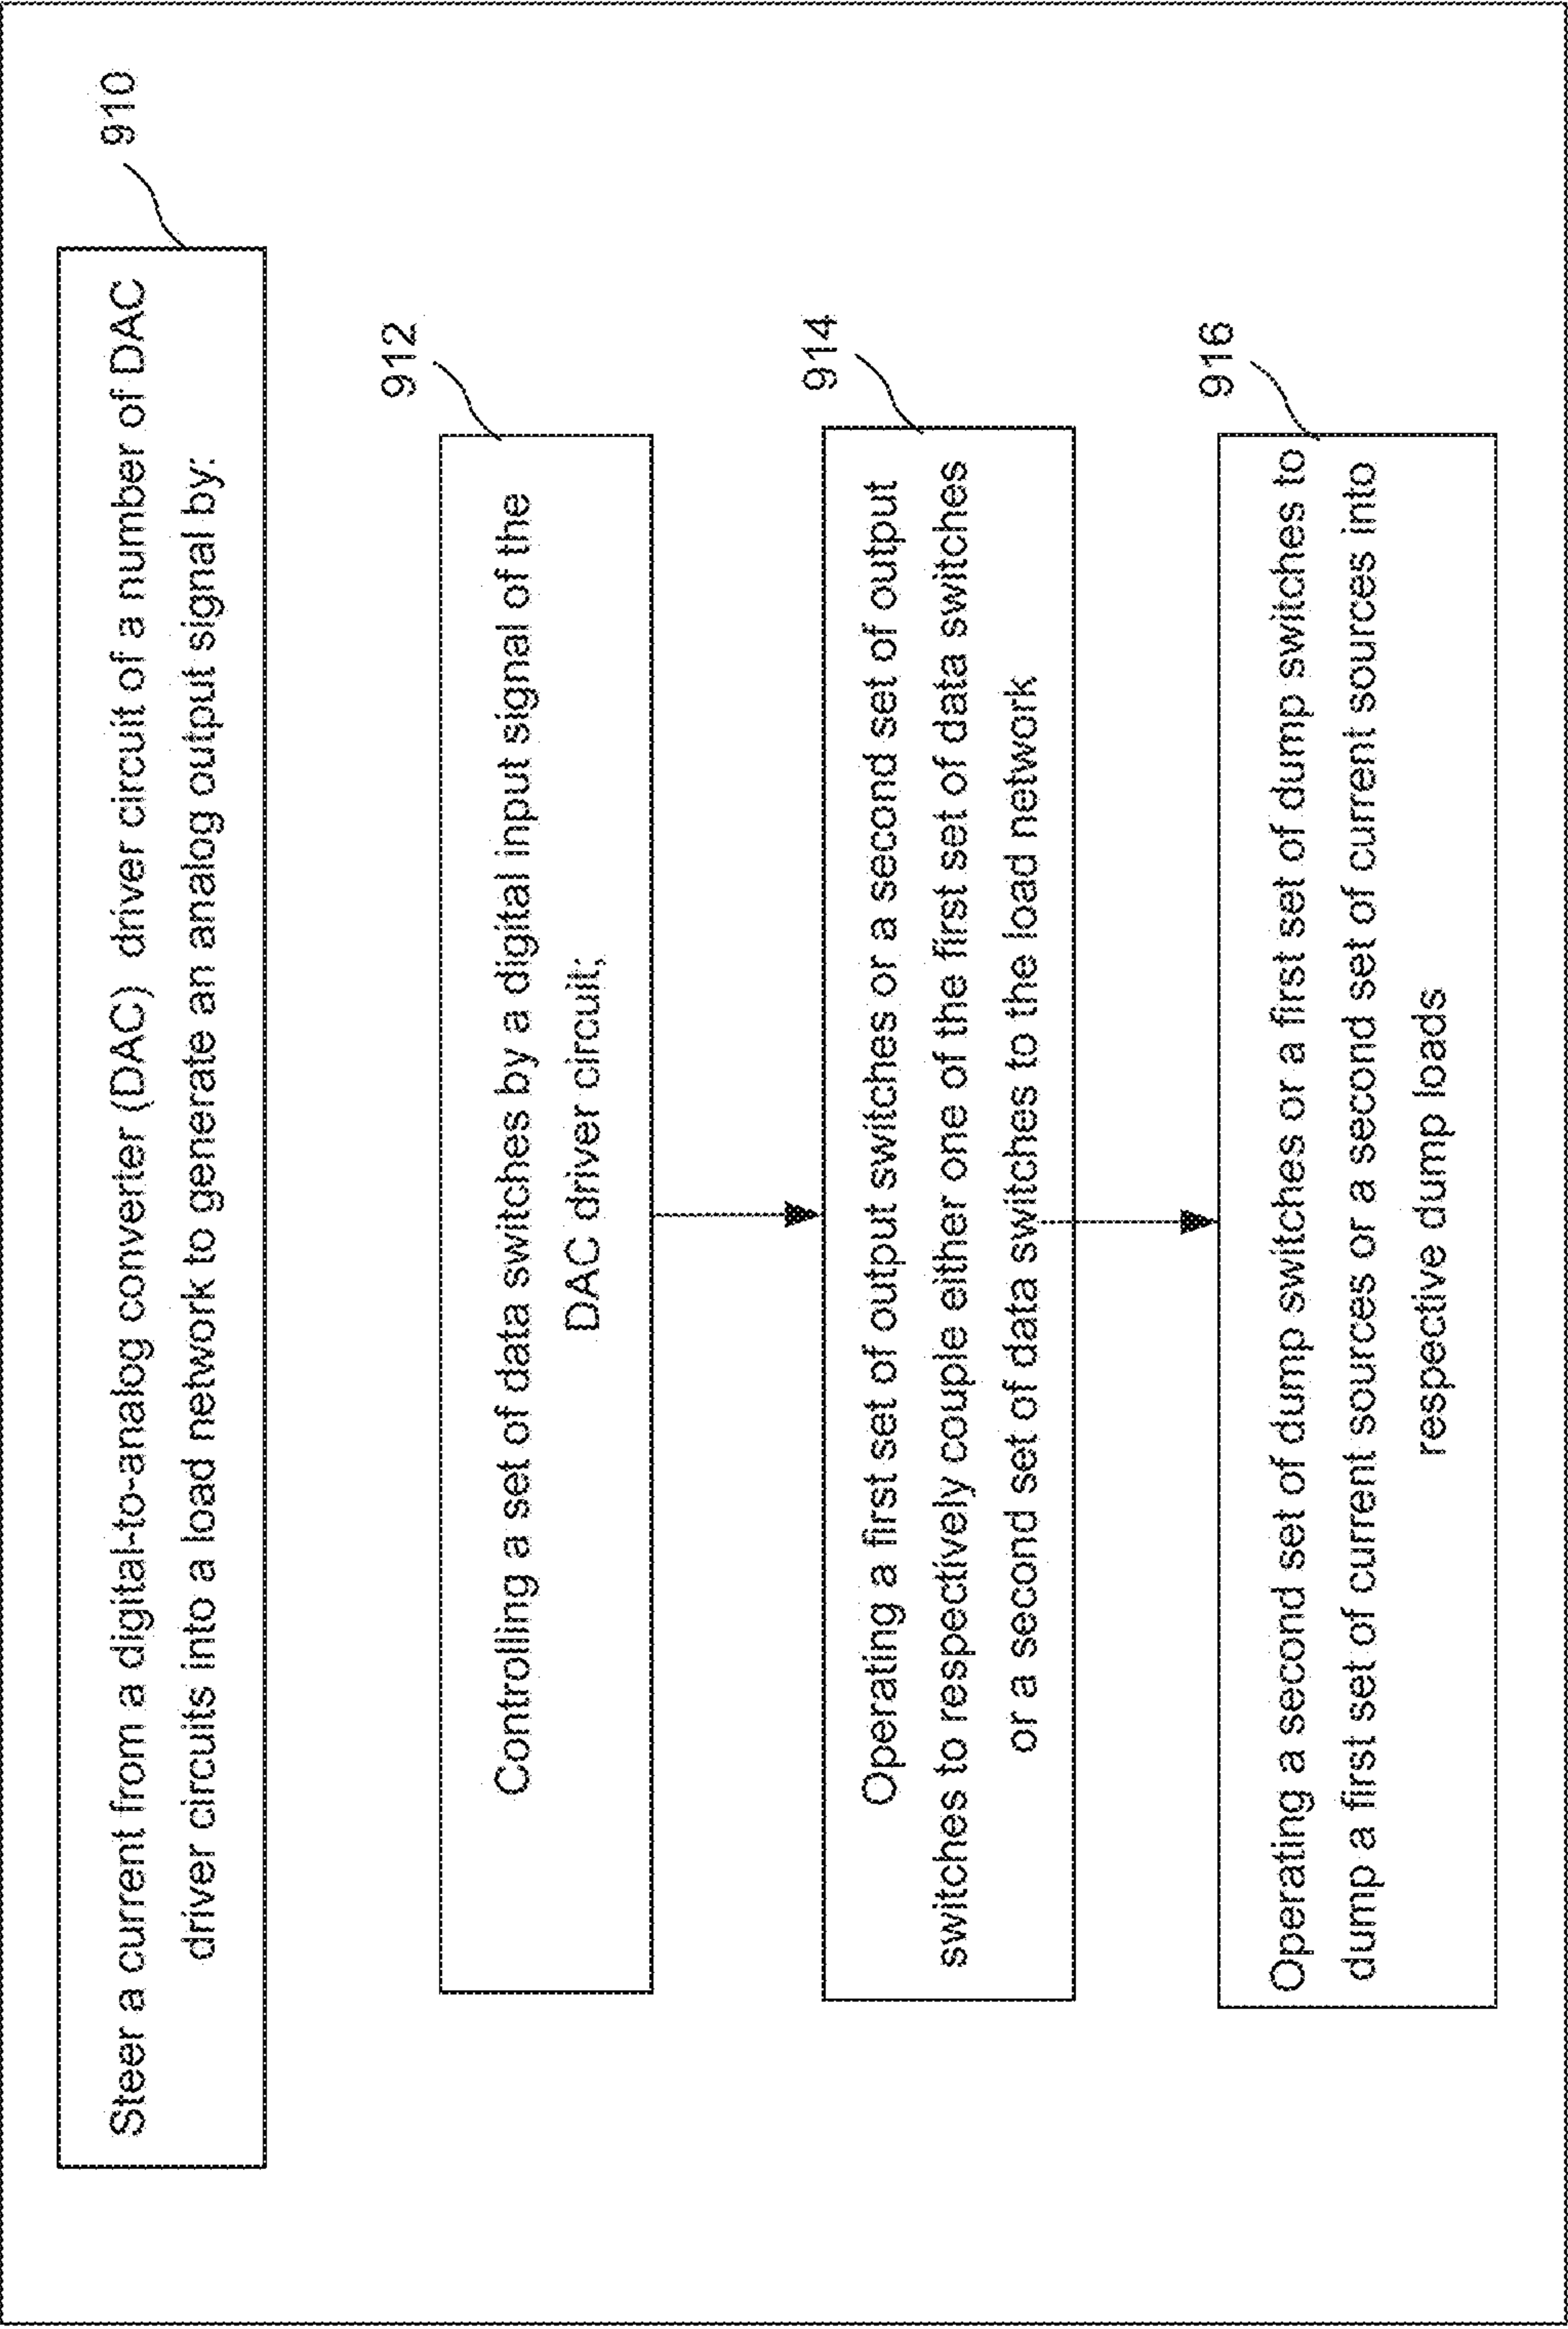 910
Steer a current from a digital-to-analog converter (DAC) driver circuit of a number of DAC
driver circuits into a load network to generate an analog output signal by:
912
Controlling a set of data switches by a digital input signal of the
DAC driver circuit;
914
Operating a first set of output switches or a second set of output
switches to respectively couple either one of the first set of data switches
or a second set of data switches to the load network
916
Operating a second set of dump switches or a first set of dump switches to
dump a first set of current sources or a second set of current sources into
respective dump loads